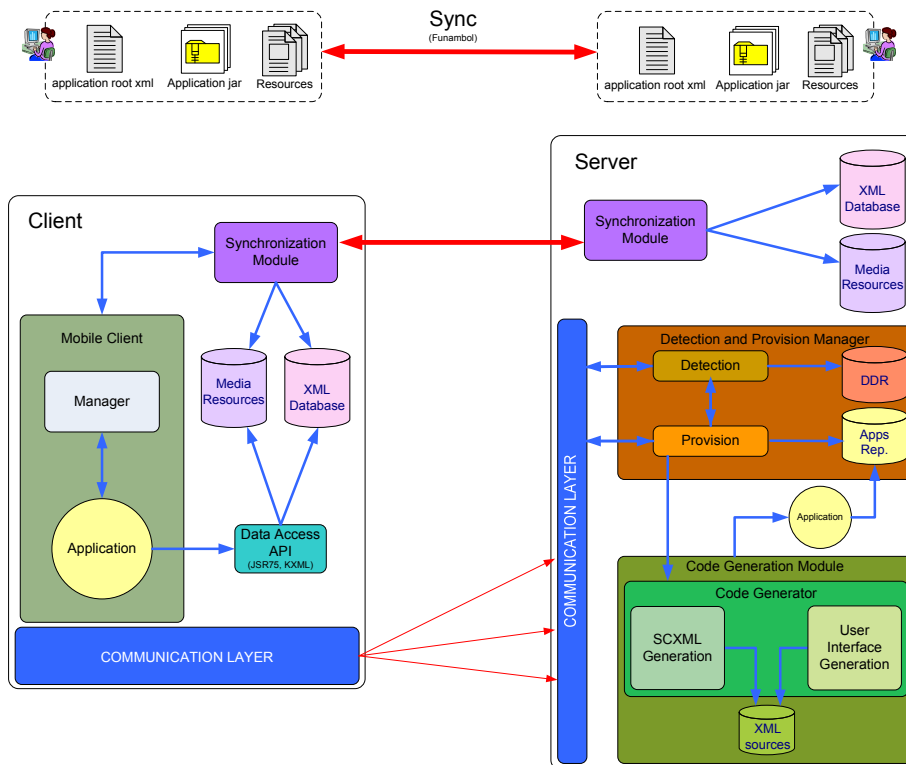 Sync
(Funambol)
application root xml
Application jar
Resources
application root xml
Application jar
Resources
Client
Synchronization
Module
Mobile Client
Manager
Application
Media
Resources
XML
Database
Data Access
API
(JSR75, KXML)
COMMUNICATION LAYER
Server
Synchronization
Module
XML
Database
Media
Resources
COMMUNICATION LAYER
Detection and Provision Manager
Detection
DDR
Provision
Apps
Rep.
Application
Code Generation Module
Code Generator
SCXML
Generation
User
Interface
Generation
XML
sources